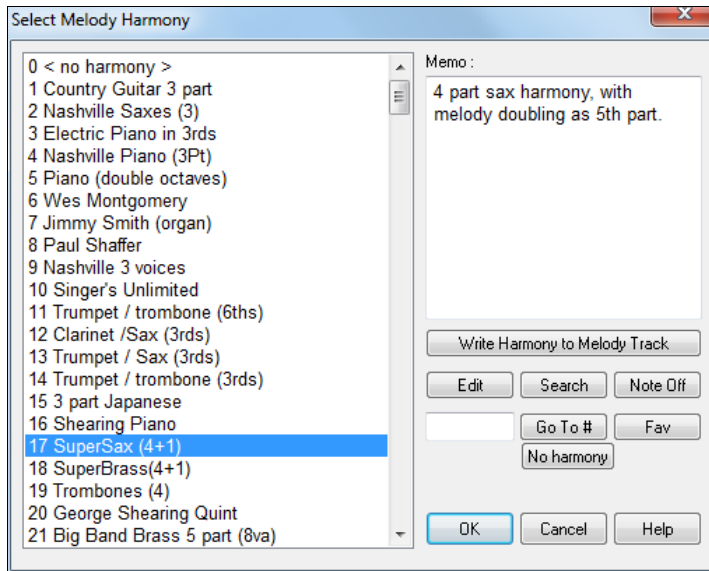 Select Melody Harmony
0 < no harmony >
1 Country Guitar 3 part
2 Nashville Saxes (3)
3 Electric Piano in 3rds
4 Nashville Piano (3Pt)
5 Piano (double octaves)
6 Wes Montgomery
7 Jimmy Smith (organ)
8 Paul Shaffer
9 Nashville 3 voices
10 Singer's Unlimited
11 Trumpet / trombone (6ths)
12 Clarinet /Sax (3rds)
13 Trumpet / Sax (3rds)
14 Trumpet / trombone (3rds)
15 3 part Japanese
16 Shearing Piano
17 SuperSax (4+1)
18 SuperBrass(4+1)
19 Trombones (4)
20 George Shearing Quint
21 Big Band Brass 5 part (8va)
Memo :
4 part sax harmony, with
melody doubling as 5th part.
Write Harmony to Melody Track
Edit Search Note Off
Go To # Fav
No harmony
OK Cancel Help